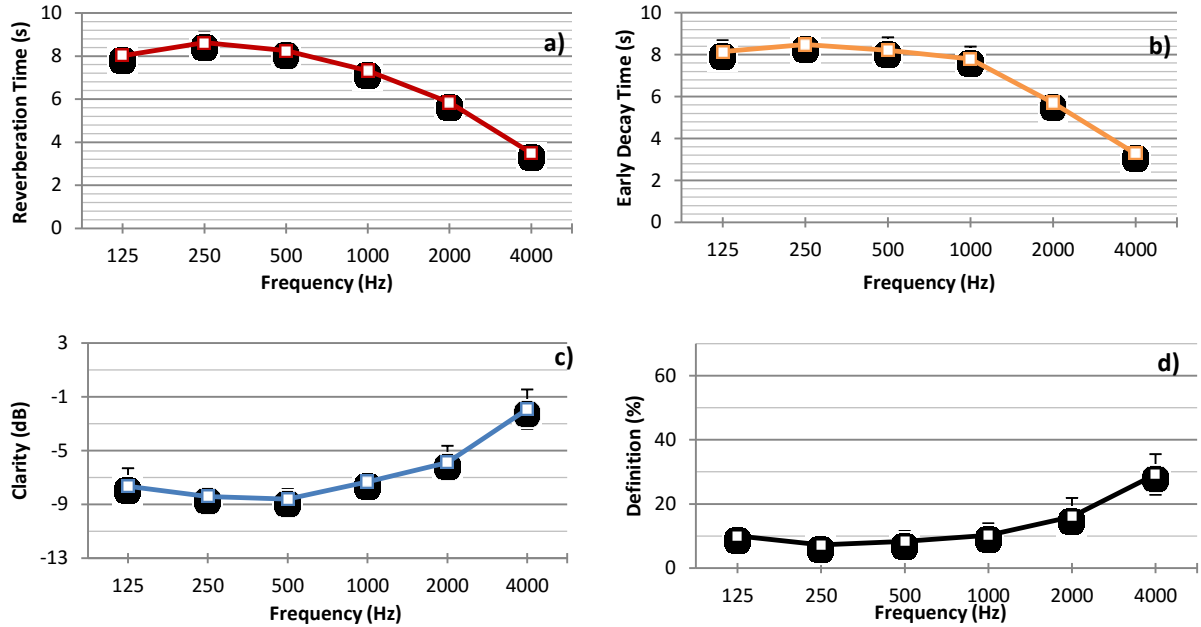 Reverberation Time (s)
10
8
6
4
2
0
a)
125 250 500 1000 2000 4000
Frequency (Hz)
Early Decay Time (s)
10
8
6
4
2
0
b)
125 250 500 1000 2000 4000
Frequency (Hz)
Clarity (dB)
3
-1
-5
-9
-13
c)
125 250 500 1000 2000 4000
Frequency (Hz)
Definition (%)
60
40
20
0
d)
125 250 500 1000 2000 4000
Frequency (Hz)